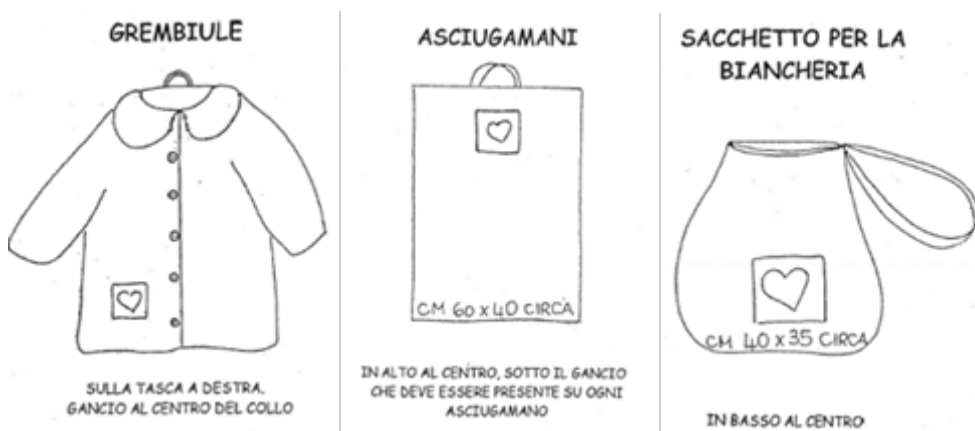 GREMBIULE
SULLA TASCA A DESTRA.
GANCIO AL CENTRO DEL COLLO
ASCIUGAMANI
CM 60 x 40 CIRCA
IN ALTO AL CENTRO, SOTTO IL GANCIO
CHE DEVE ESSERE PRESENTE SU OGNI
ASCIUGAMANO
SACCHETTO PER LA
BIANCHERIA
CM 40 x 35 CIRCA
IN BASSO AL CENTRO